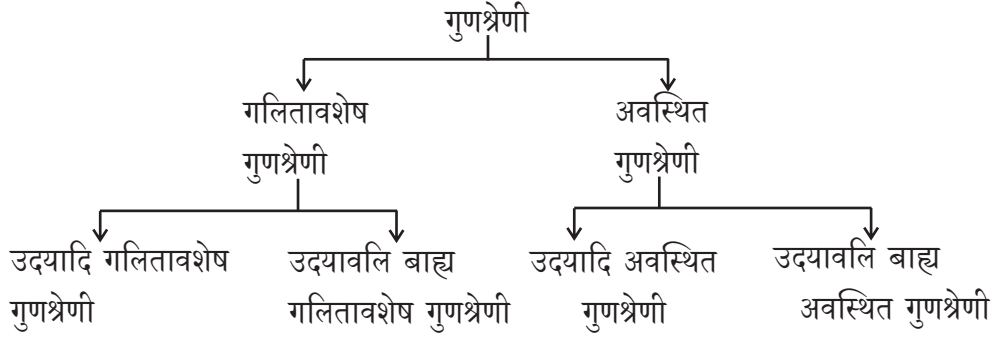 गुणश्रेणी
गलितावशेष
गुणश्रेणी
अवस्थित
गुणश्रेणी
उदयादि गलितावशेष
गुणश्रेणी
उदयावलि बाह्य
गलितावशेष गुणश्रेणी
उदयादि अवस्थित
गुणश्रेणी
उदयावलि बाह्य
अवस्थित गुणश्रेणी